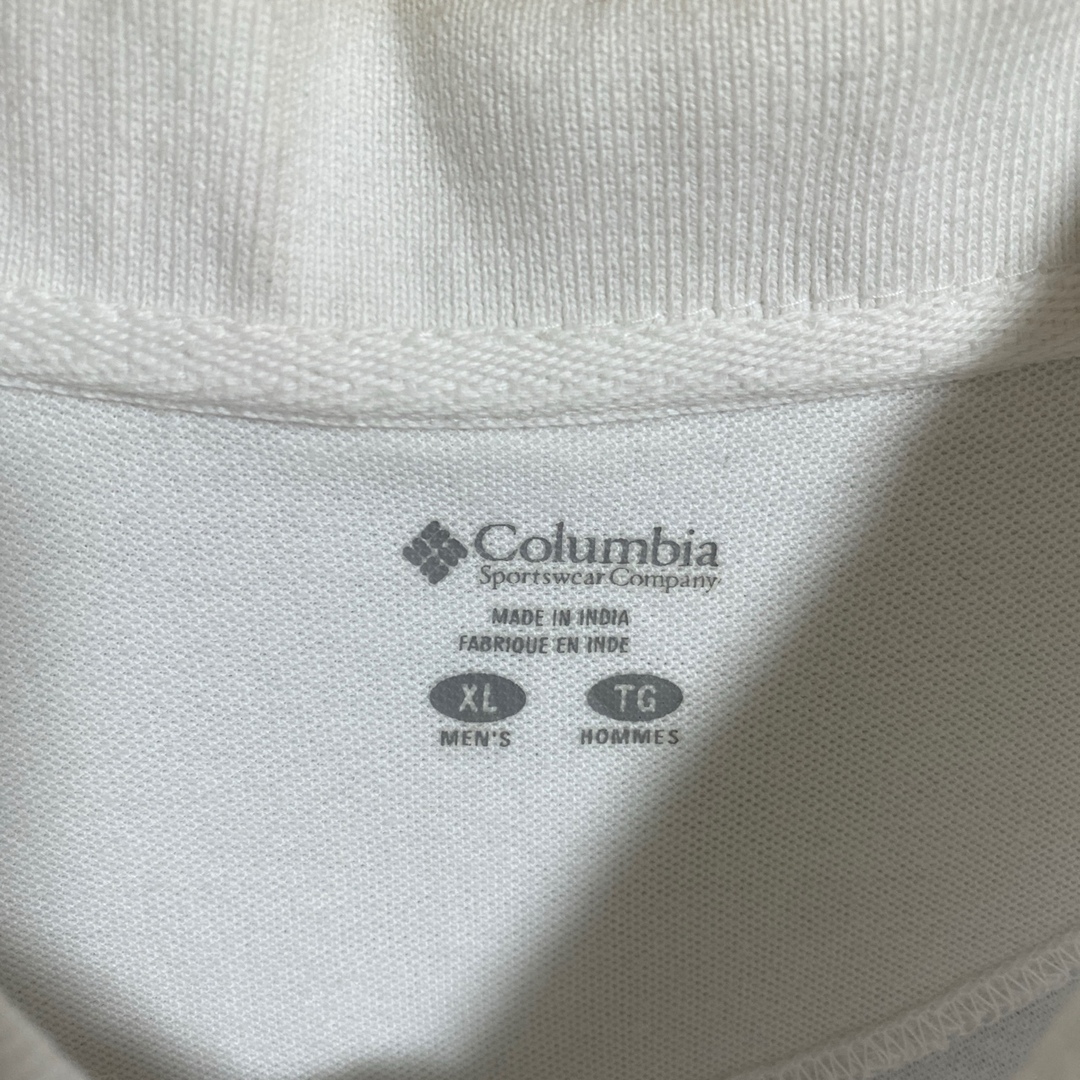 Columbia
Sportswear Company
MADE IN INDIA
FABRIQUE EN INDE
XL TG
MEN'S HOMMES